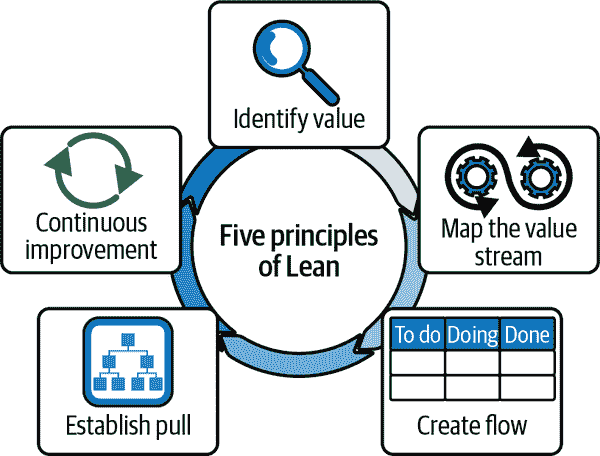 Identify value
Map the value
stream
To do Doing Done
Create flow
Establish pull
Continuous
improvement
Five principles
of Lean